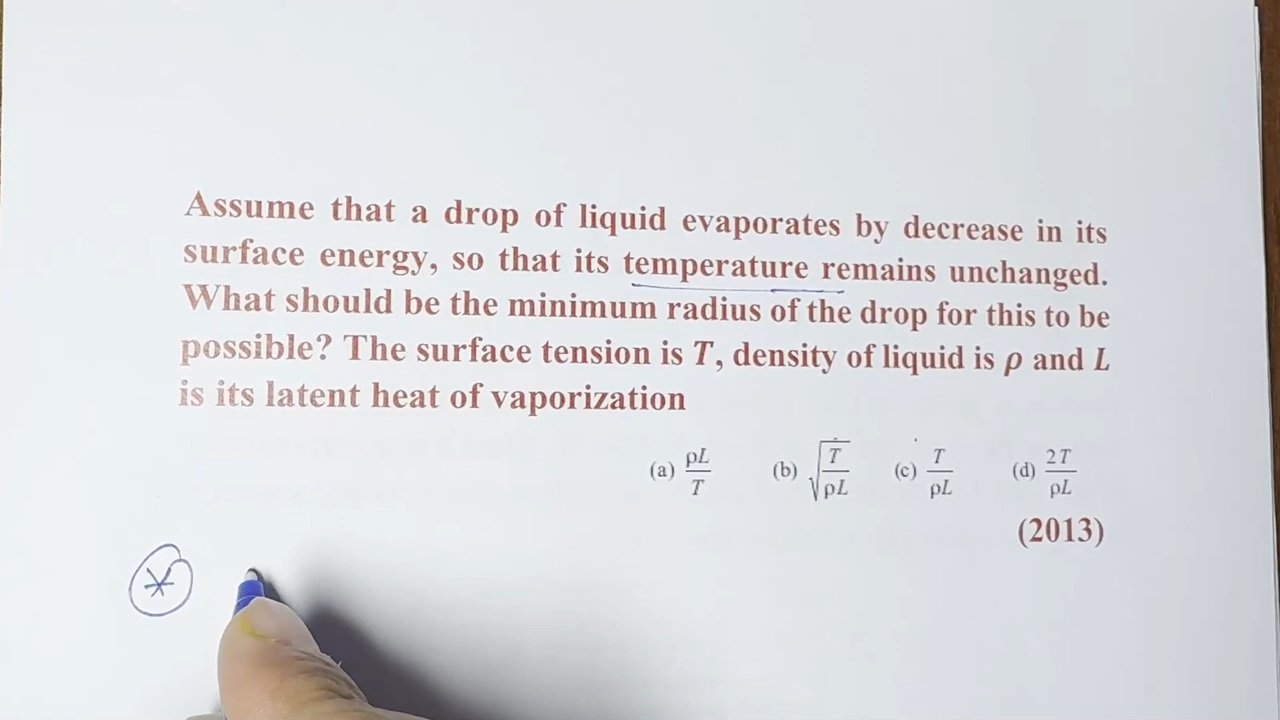 Assume that a drop of liquid evaporates by decrease in its
surface energy, so that its temperature remains unchanged.
What should be the minimum radius of the drop for this to be
possible? The surface tension is T, density of liquid is ρ and L
is its latent heat of vaporization
(a) ρL/T (b) √(T/ρL) (c) T/ρL (d) 2T/ρL
(2013)